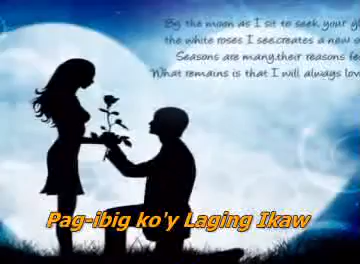 By the moon as I sit to seek your
the white roses I see.creates a new
Seasons are many.their reasons
What remains is that I will always
Pag-ibig ko'y Laging Ikaw